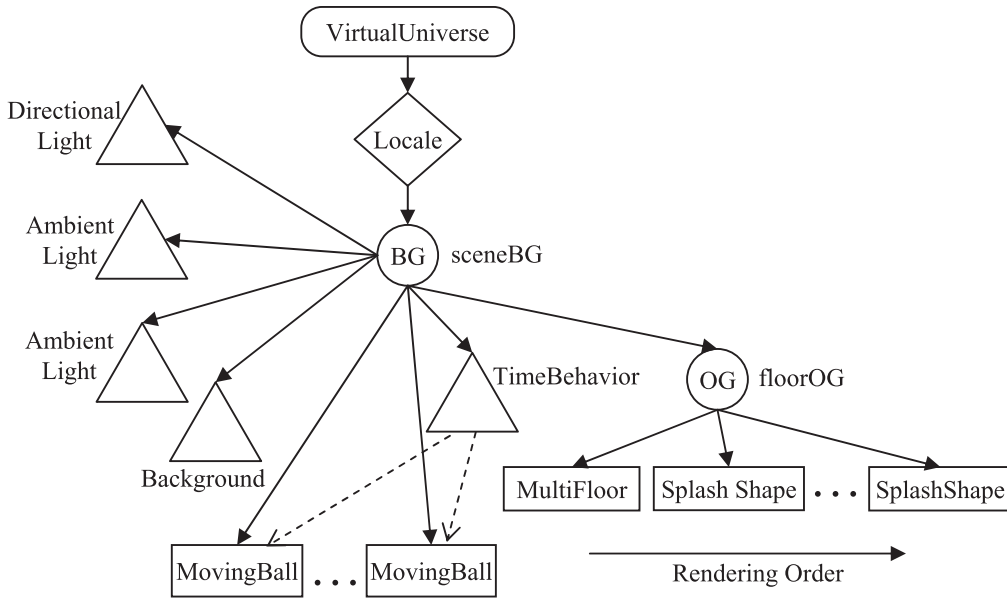 VirtualUniverse
Directional
Light
Locale
Ambient
Light
BG
sceneBG
Ambient
Light
TimeBehavior
OG
floorOG
Background
MultiFloor
Splash Shape
. . .
SplashShape
MovingBall
. . .
MovingBall
Rendering Order